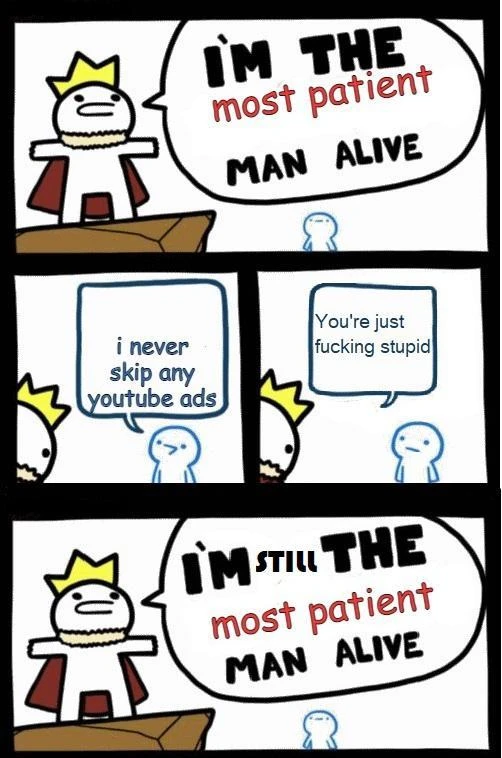 I'M THE
most patient
MAN ALIVE
i never
skip any
youtube ads
You're just
fucking stupid
I'M STILL THE
most patient
MAN ALIVE